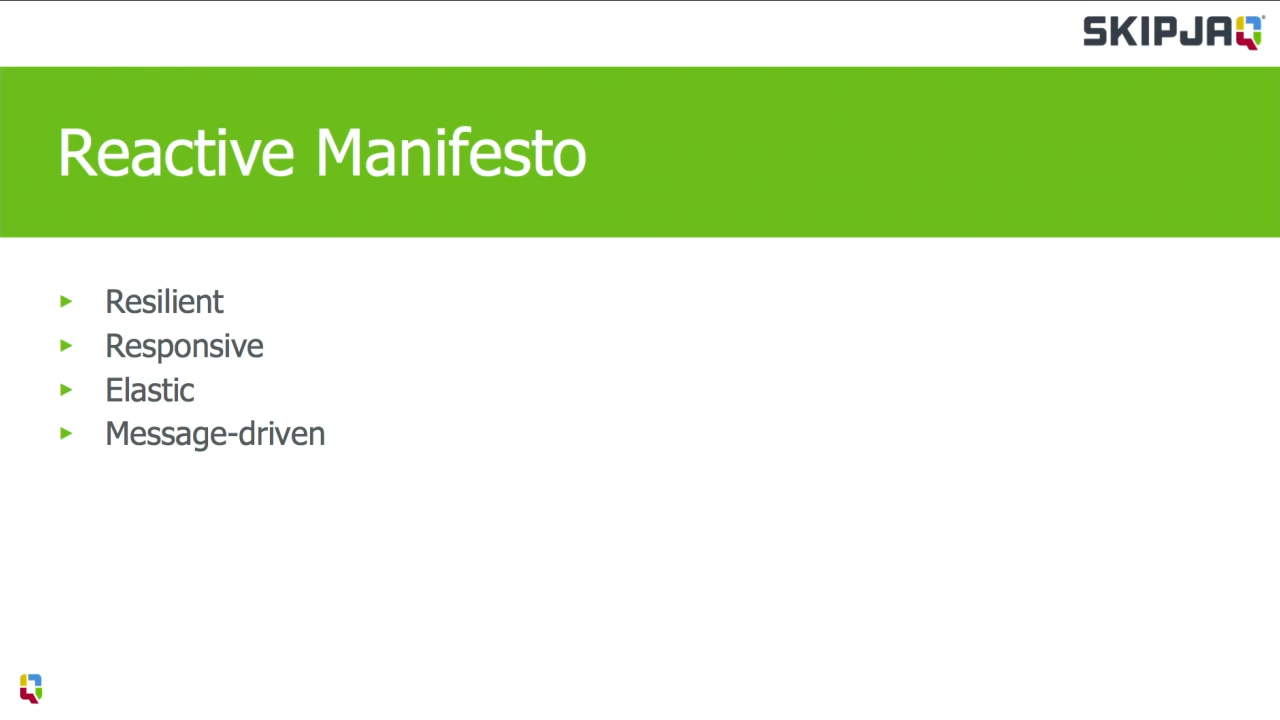 SKIPJAQ
Reactive Manifesto
Resilient
Responsive
Elastic
Message-driven